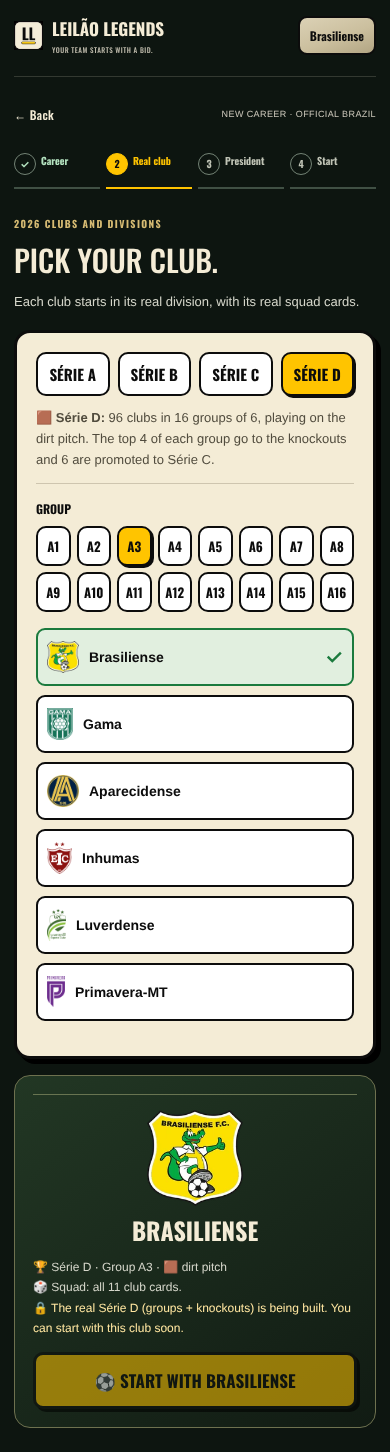 LL
LEILÃO LEGENDS
YOUR TEAM STARTS WITH A BID.
Brasiliense
← Back
NEW CAREER · OFFICIAL BRAZIL
✓ Career
2 Real club
3 President
4 Start
2026 CLUBS AND DIVISIONS
PICK YOUR CLUB.
Each club starts in its real division, with its real squad cards.
SÉRIE A SÉRIE B SÉRIE C SÉRIE D
🟫 Série D: 96 clubs in 16 groups of 6, playing on the
dirt pitch. The top 4 of each group go to the knockouts
and 6 are promoted to Série C.
GROUP
A1 A2 A3 A4 A5 A6 A7 A8
A9 A10 A11 A12 A13 A14 A15 A16
Brasiliense ✓
GAMA
Gama
Aparecidense
EIC
Inhumas
Luverdense
Primavera-MT
BRASILIENSE F.C.
BRASILIENSE
🏆 Série D · Group A3 · 🟫 dirt pitch
🎲 Squad: all 11 club cards.
🔒 The real Série D (groups + knockouts) is being built. You
can start with this club soon.
⚽ START WITH BRASILIENSE